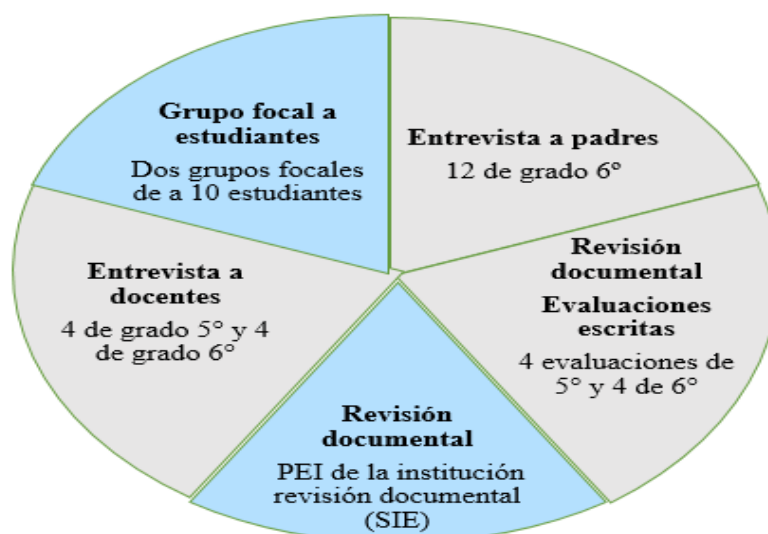 Grupo focal a
estudiantes
Dos grupos focales
de a 10 estudiantes
Entrevista a padres
12 de grado 6°
Revisión
documental
Evaluaciones
escritas
4 evaluaciones de
5° y 4 de 6°
Revisión
documental
PEI de la institución
revisión documental
(SIE)
Entrevista a
docentes
4 de grado 5° y 4
de grado 6°